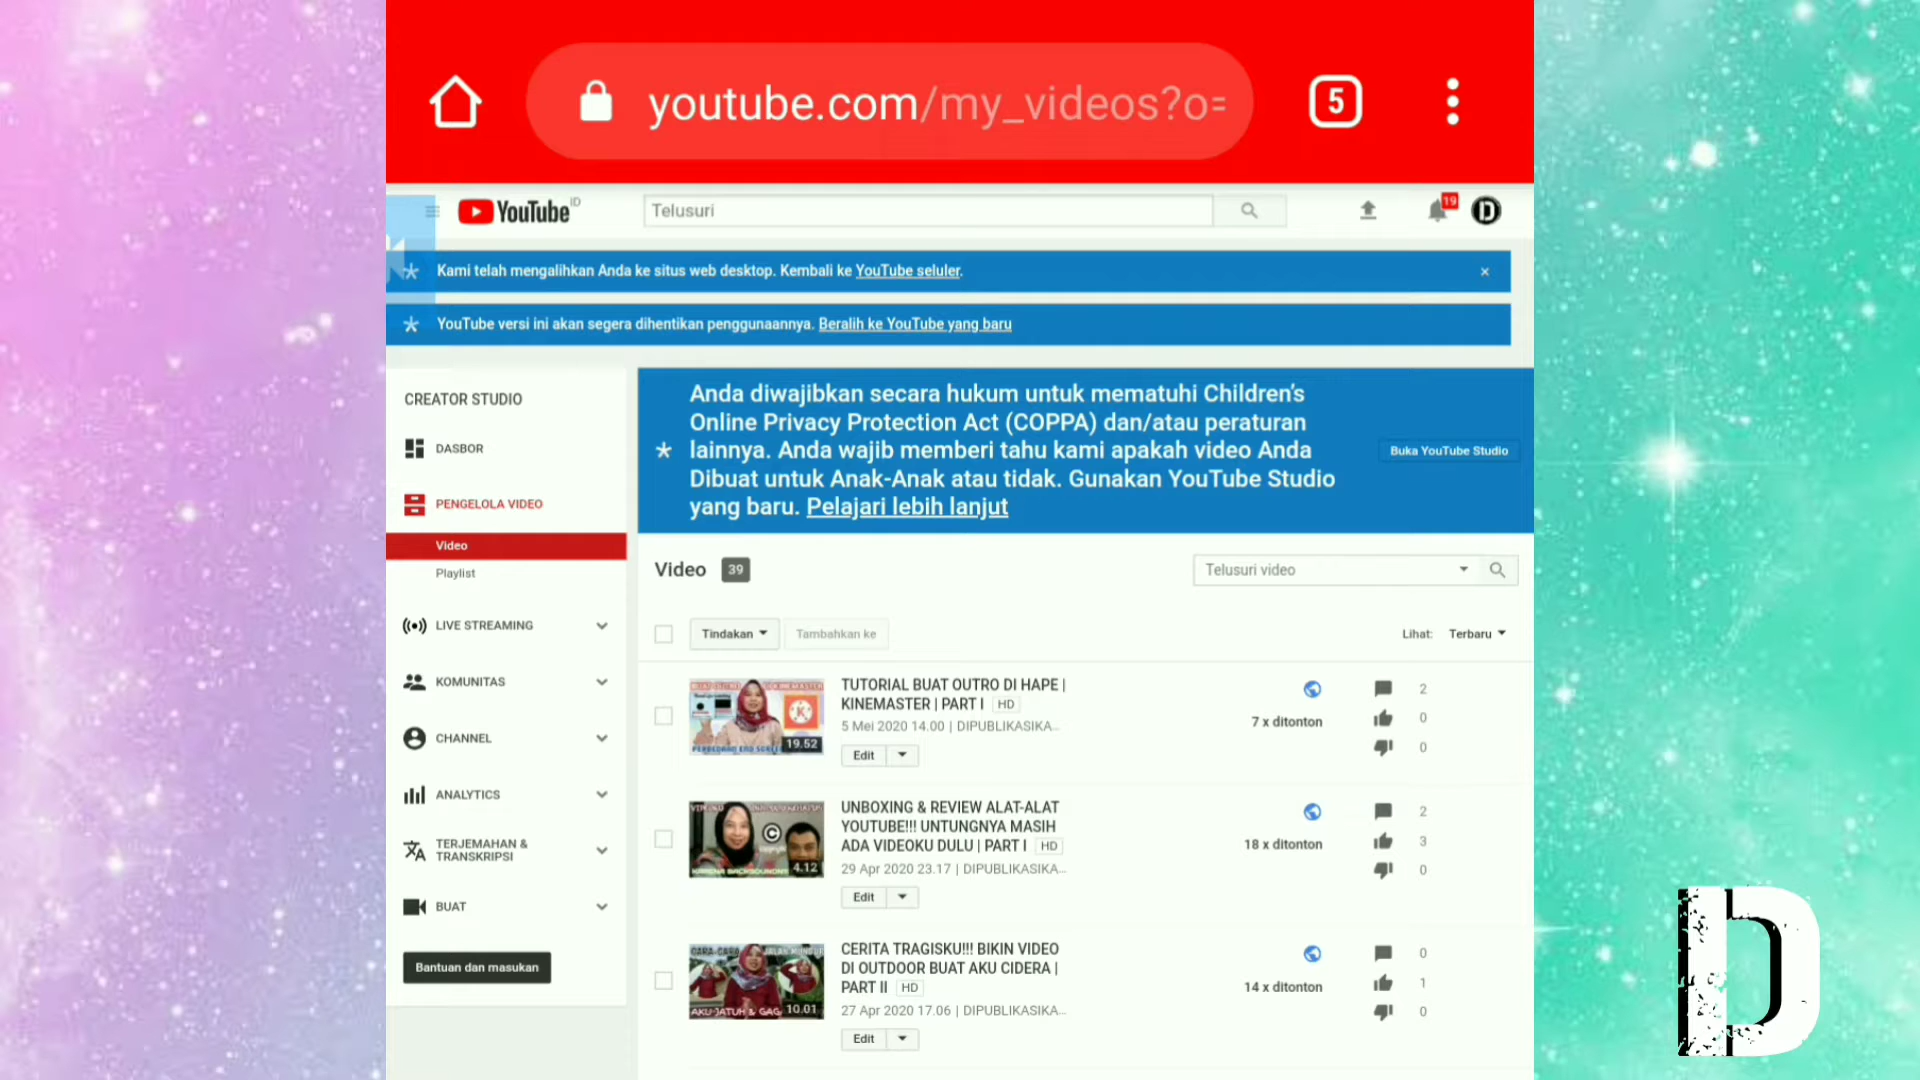 youtube.com/my_videos?o=
5
YouTube ID
Telusuri
19
D
Kami telah mengalihkan Anda ke situs web desktop. Kembali ke YouTube seluler.
×
YouTube versi ini akan segera dihentikan penggunaannya. Beralih ke YouTube yang baru
CREATOR STUDIO
DASBOR
PENGELOLA VIDEO
Video
Playlist
LIVE STREAMING
KOMUNITAS
CHANNEL
ANALYTICS
TERJEMAHAN &
TRANSKRIPSI
BUAT
Bantuan dan masukan
Anda diwajibkan secara hukum untuk mematuhi Children's
Online Privacy Protection Act (COPPA) dan/atau peraturan
lainnya. Anda wajib memberi tahu kami apakah video Anda
Dibuat untuk Anak-Anak atau tidak. Gunakan YouTube Studio
yang baru. Pelajari lebih lanjut
Buka YouTube Studio
Video 39
Telusuri video
Tindakan
Tambahkan ke
Lihat: Terbaru
19.52
TUTORIAL BUAT OUTRO DI HAPE |
KINEMASTER | PART I HD
5 Mei 2020 14.00 | DIPUBLIKASIKA...
Edit
7 x ditonton
2
0
0
4.12
UNBOXING & REVIEW ALAT-ALAT
YOUTUBE!!! UNTUNGNYA MASIH
ADA VIDEOKU DULU | PART I HD
29 Apr 2020 23.17 | DIPUBLIKASIKA...
Edit
18 x ditonton
2
3
0
AKU JATUH & GAG
10.01
CERITA TRAGISKU!!! BIKIN VIDEO
DI OUTDOOR BUAT AKU CIDERA |
PART II HD
27 Apr 2020 17.06 | DIPUBLIKASIKA...
Edit
14 x ditonton
0
1
0
D